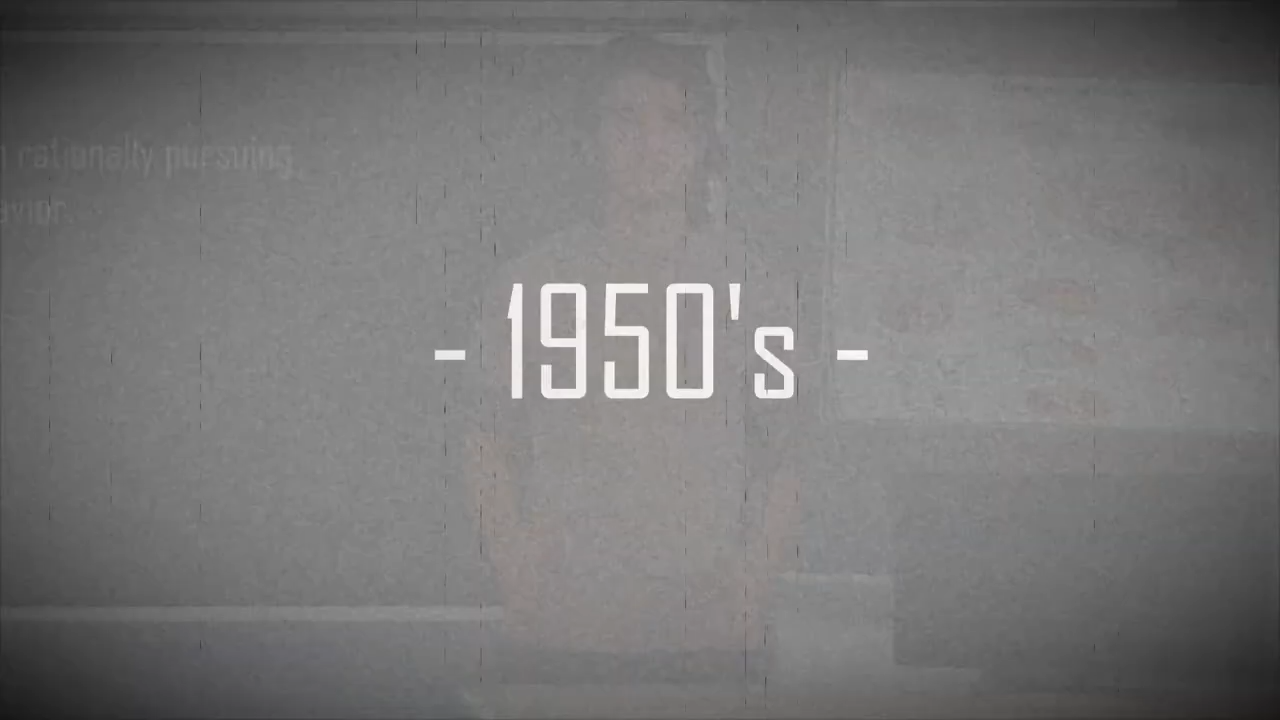 rationally pursuing
- 1950's -